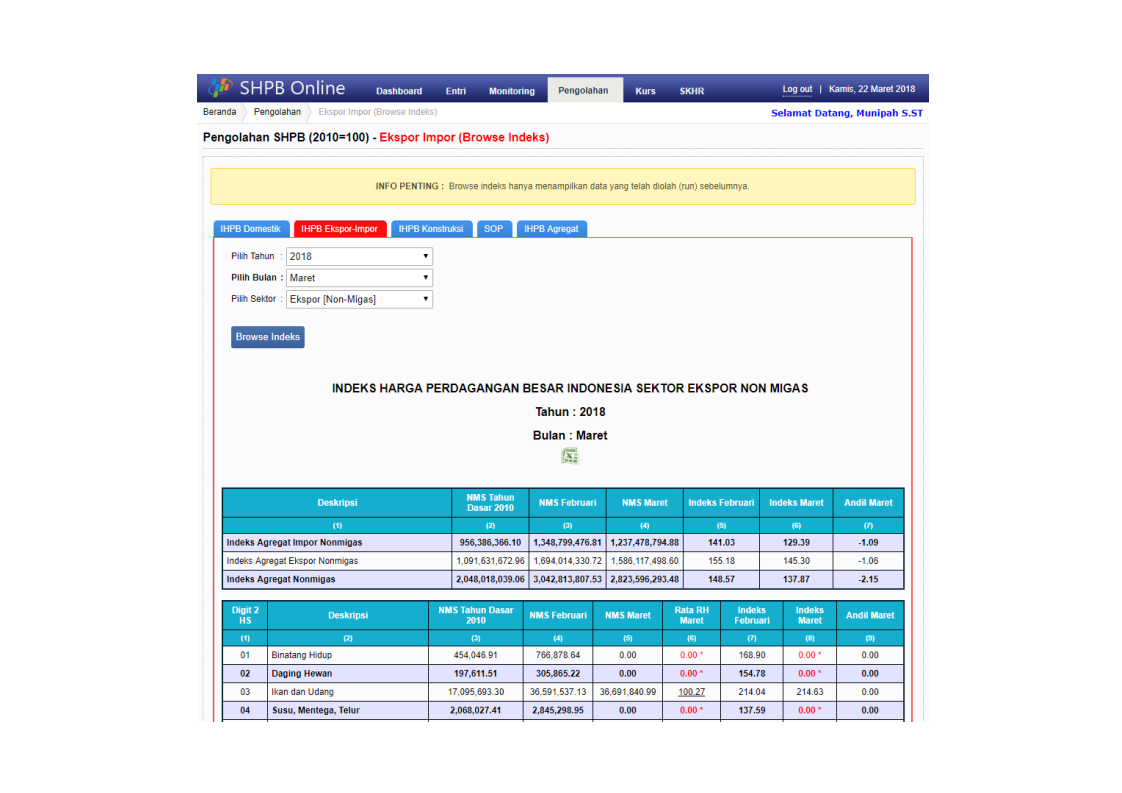 SHPB Online Dashboard Entri Monitoring Pengolahan Kurs SKHR Log out | Kamis, 22 Maret 2018
Beranda Pengolahan Ekspor Impor (Browse Indeks) Selamat Datang, Munipah S.ST
Pengolahan SHPB (2010=100) - Ekspor Impor (Browse Indeks)
INFO PENTING : Browse indeks hanya menampilkan data yang telah diolah (run) sebelumnya.
IHPB Domestik IHPB Ekspor-Impor IHPB Konstruksi SOP IHPB Agregat
Pilih Tahun : 2018
Pilih Bulan : Maret
Pilih Sektor : Ekspor [Non-Migas]
Browse Indeks
INDEKS HARGA PERDAGANGAN BESAR INDONESIA SEKTOR EKSPOR NON MIGAS
Tahun : 2018
Bulan : Maret
Deskripsi NMS Tahun Dasar 2010 NMS Februari NMS Maret Indeks Februari Indeks Maret Andil Maret
(1) (2) (3) (4) (5) (6) (7)
Indeks Agregat Impor Nonmigas 956,386,366.10 1,348,799,476.81 1,237,478,794.88 141.03 129.39 -1.09
Indeks Agregat Ekspor Nonmigas 1,091,631,672.96 1,694,014,330.72 1,586,117,498.60 155.18 145.30 -1.06
Indeks Agregat Nonmigas 2,048,018,039.06 3,042,813,807.53 2,823,596,293.48 148.57 137.87 -2.15
Digit 2 HS Deskripsi NMS Tahun Dasar 2010 NMS Februari NMS Maret Rata RH Maret Indeks Februari Indeks Maret Andil Maret
(1) (2) (3) (4) (5) (6) (7) (8) (9)
01 Binatang Hidup 454,046.91 766,878.64 0.00 0.00 * 168.90 0.00 * 0.00
02 Daging Hewan 197,611.51 305,865.22 0.00 0.00 * 154.78 0.00 * 0.00
03 Ikan dan Udang 17,095,693.30 36,591,537.13 36,691,840.99 100.27 214.04 214.63 0.00
04 Susu, Mentega, Telur 2,068,027.41 2,845,298.95 0.00 0.00 * 137.59 0.00 * 0.00